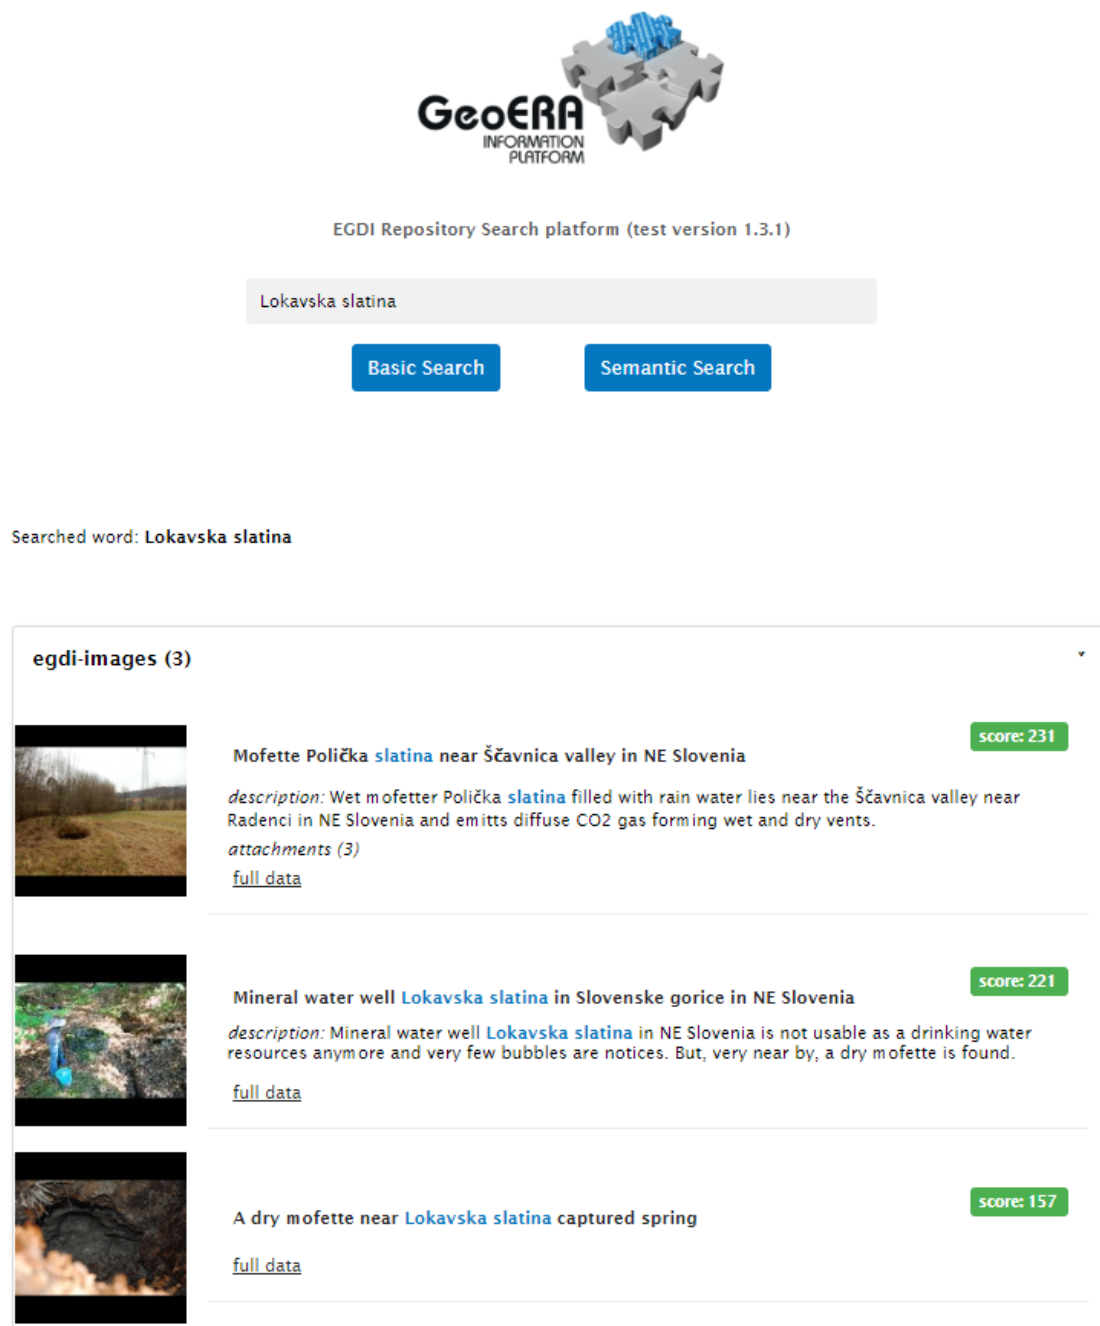 GeoERA
INFORMATION
PLATFORM
EGDI Repository Search platform (test version 1.3.1)
Lokavska slatina
Basic Search
Semantic Search
Searched word: Lokavska slatina
egdi-images (3)
score: 231
Mofette Polička slatina near Ščavnica valley in NE Slovenia
description: Wet mofetter Polička slatina filled with rain water lies near the Ščavnica valley near
Radenci in NE Slovenia and emitts diffuse CO2 gas forming wet and dry vents.
attachments (3)
full data
score: 221
Mineral water well Lokavska slatina in Slovenske gorice in NE Slovenia
description: Mineral water well Lokavska slatina in NE Slovenia is not usable as a drinking water
resources anymore and very few bubbles are notices. But, very near by, a dry mofette is found.
full data
score: 157
A dry mofette near Lokavska slatina captured spring
full data